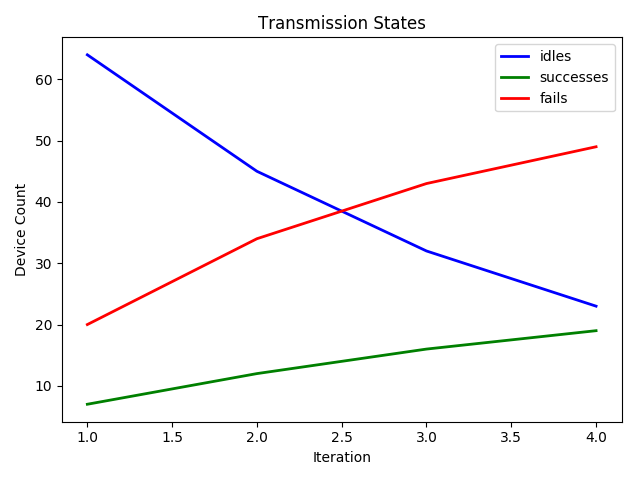 Transmission States
idles
successes
fails
60
50
40
30
20
10
Device Count
1.0 1.5 2.0 2.5 3.0 3.5 4.0
Iteration